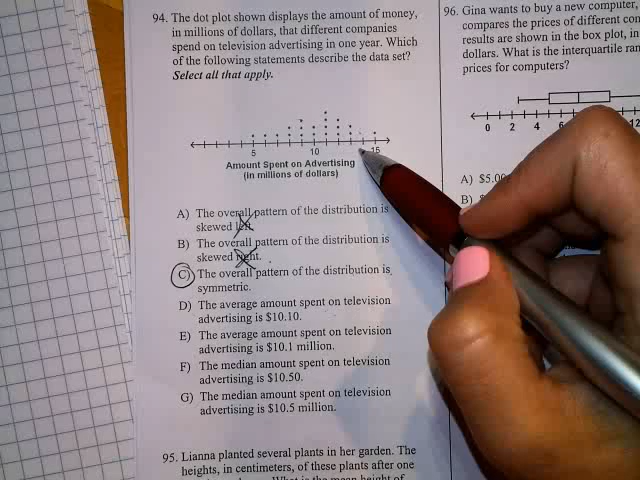 94. The dot plot shown displays the amount of money,
in millions of dollars, that different companies
spend on television advertising in one year. Which
of the following statements describe the data set?
Select all that apply.
5 10 15
Amount Spent on Advertising
(in millions of dollars)
A) The overall pattern of the distribution is
skewed left.
B) The overall pattern of the distribution is
skewed right.
C) The overall pattern of the distribution is
symmetric.
D) The average amount spent on television
advertising is $10.10.
E) The average amount spent on television
advertising is $10.1 million.
F) The median amount spent on television
advertising is $10.50.
G) The median amount spent on television
advertising is $10.5 million.
95. Lianna planted several plants in her garden. The
heights, in centimeters, of these plants after one
96. Gina wants to buy a new computer,
compares the prices of different
results are shown in the box plot, in
dollars. What is the interquartile
prices for computers?
0 2 4 12
A)
B)